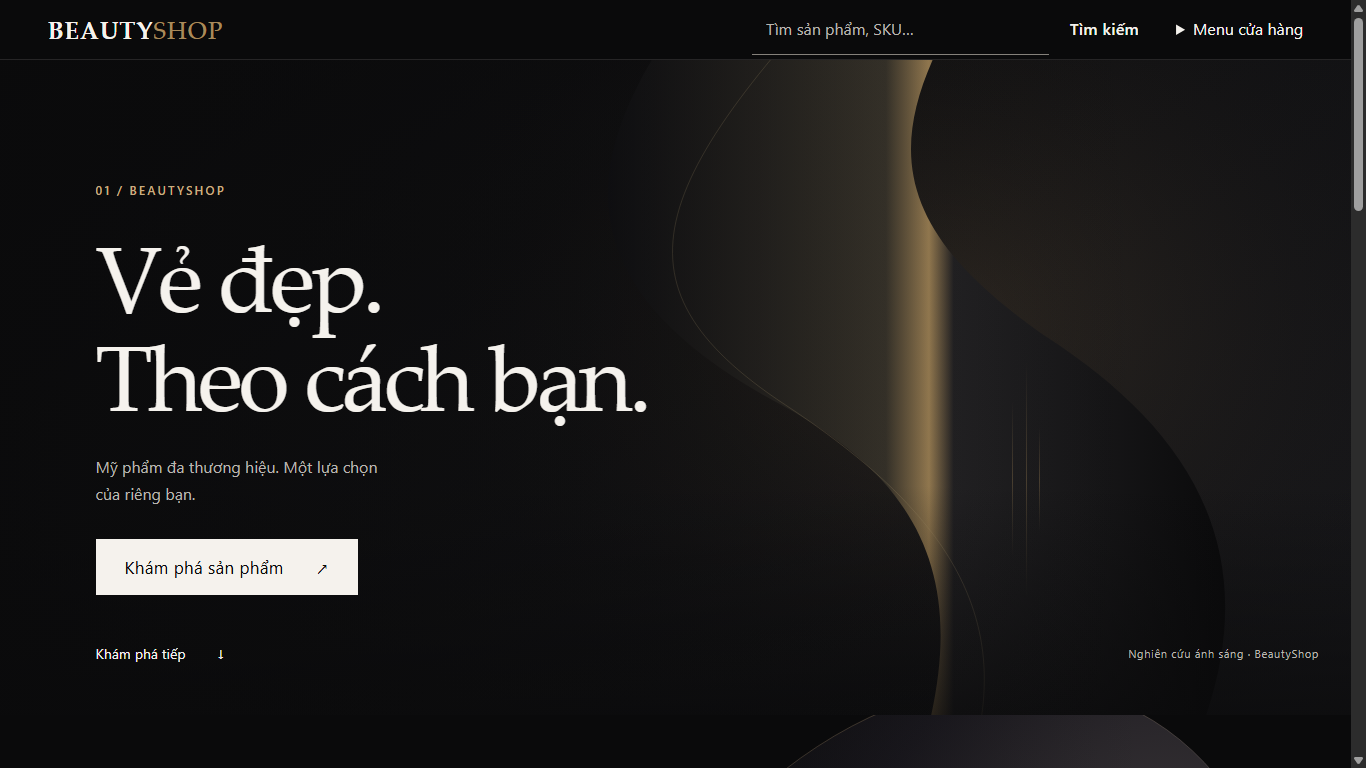 BEAUTYSHOP
Tìm sản phẩm, SKU...
Tìm kiếm
▶ Menu cửa hàng
01 / BEAUTYSHOP
Vẻ đẹp.
Theo cách bạn.
Mỹ phẩm đa thương hiệu. Một lựa chọn
của riêng bạn.
Khám phá sản phẩm ↗
Khám phá tiếp ↓
Nghiên cứu ánh sáng · BeautyShop